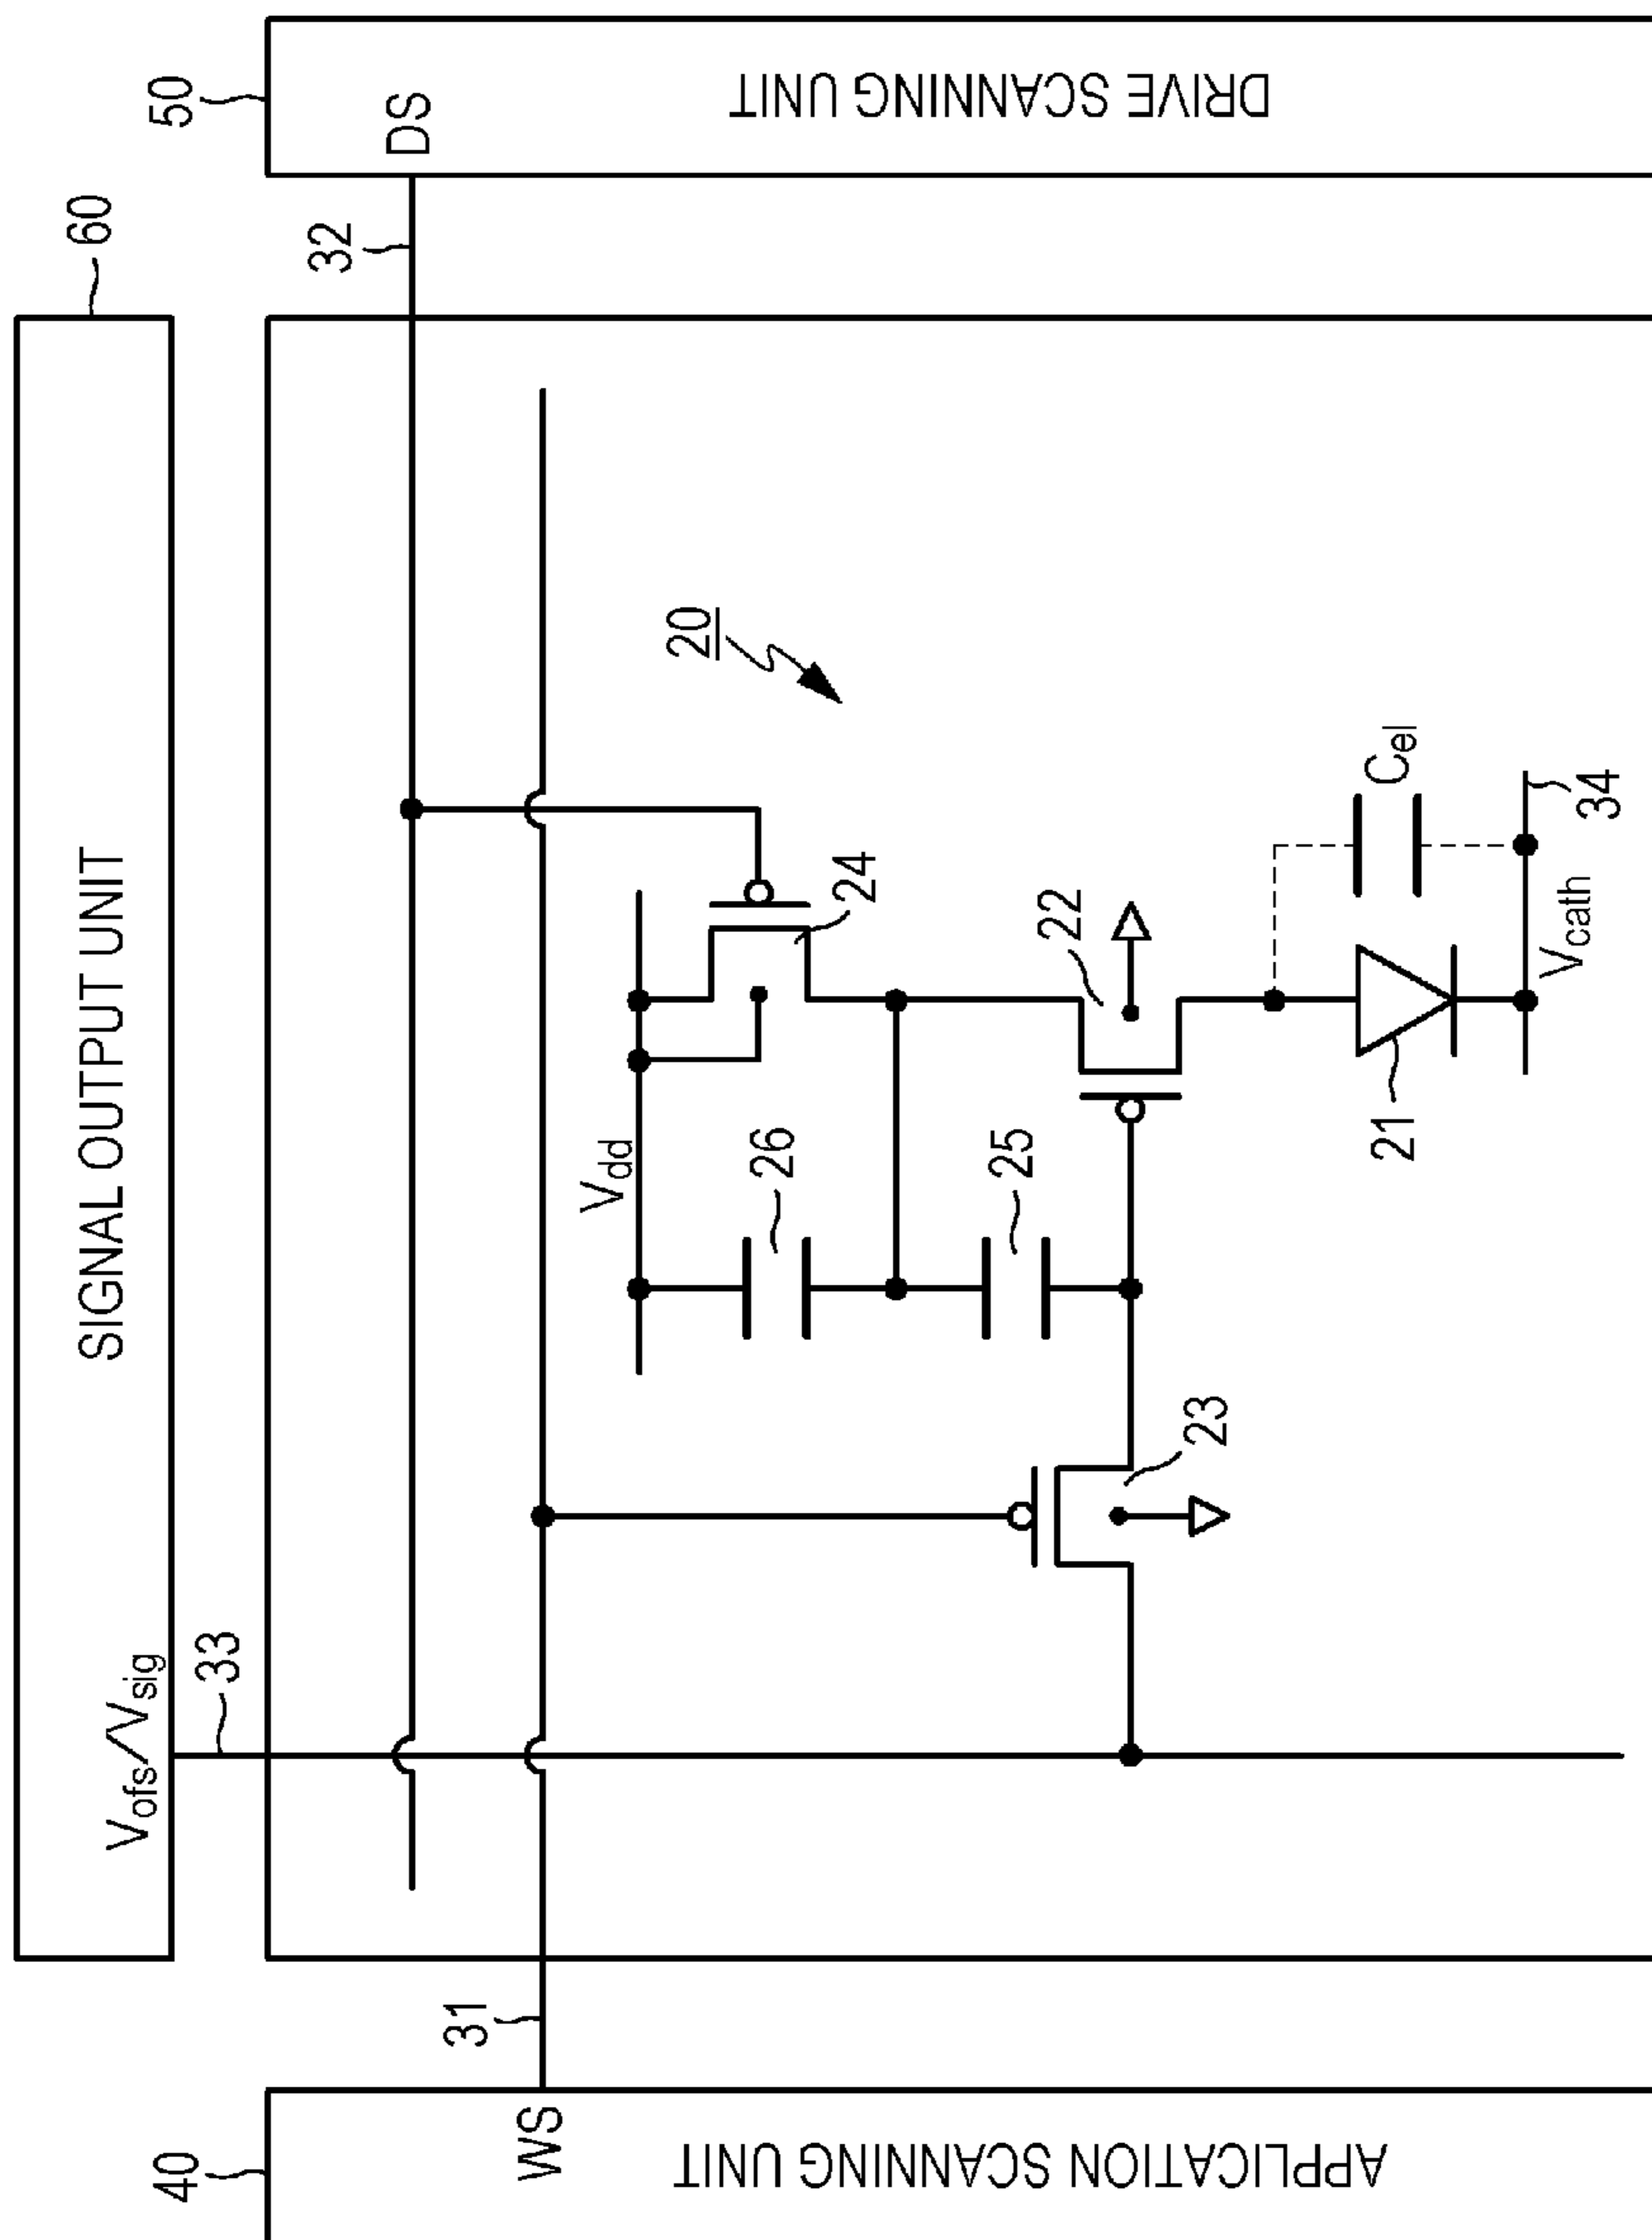 SIGNAL OUTPUT UNIT
60
Vofs/Vsig
33
50
DRIVE SCANNING UNIT
DS
32
40
APPLICATION SCANNING UNIT
WS
31
20
Vdd
26
24
25
22
23
21
Cel
Vcath
34